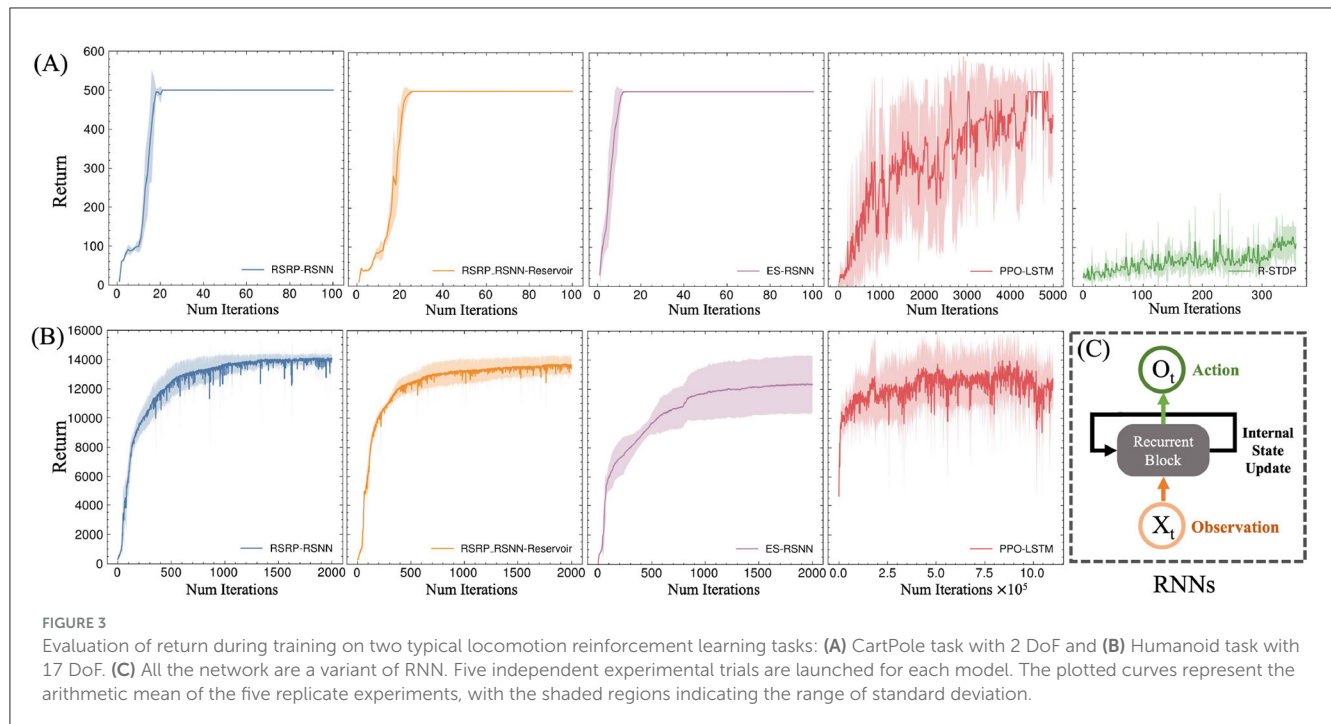 (A)
600
500
400
300
200
100
0
Return
RSRP-RSNN
0 20 40 60 80 100
Num Iterations
RSRP_RSNN-Reservoir
0 20 40 60 80 100
Num Iterations
ES-RSNN
0 20 40 60 80 100
Num Iterations
PPO-LSTM
0 1000 2000 3000 4000 5000
Num Iterations
R-STDP
0 100 200 300
Num Iterations
(B)
16000
14000
12000
10000
8000
6000
4000
2000
0
Return
RSRP-RSNN
0 500 1000 1500 2000
Num Iterations
RSRP_RSNN-Reservoir
0 500 1000 1500 2000
Num Iterations
ES-RSNN
0 500 1000 1500 2000
Num Iterations
PPO-LSTM
0.0 2.5 5.0 7.5 10.0
Num Iterations ×10⁵
(C)
Oₜ Action
Recurrent
Block
Internal
State
Update
Xₜ Observation
RNNs
FIGURE 3
Evaluation of return during training on two typical locomotion reinforcement learning tasks: (A) CartPole task with 2 DoF and (B) Humanoid task with
17 DoF. (C) All the network are a variant of RNN. Five independent experimental trials are launched for each model. The plotted curves represent the
arithmetic mean of the five replicate experiments, with the shaded regions indicating the range of standard deviation.